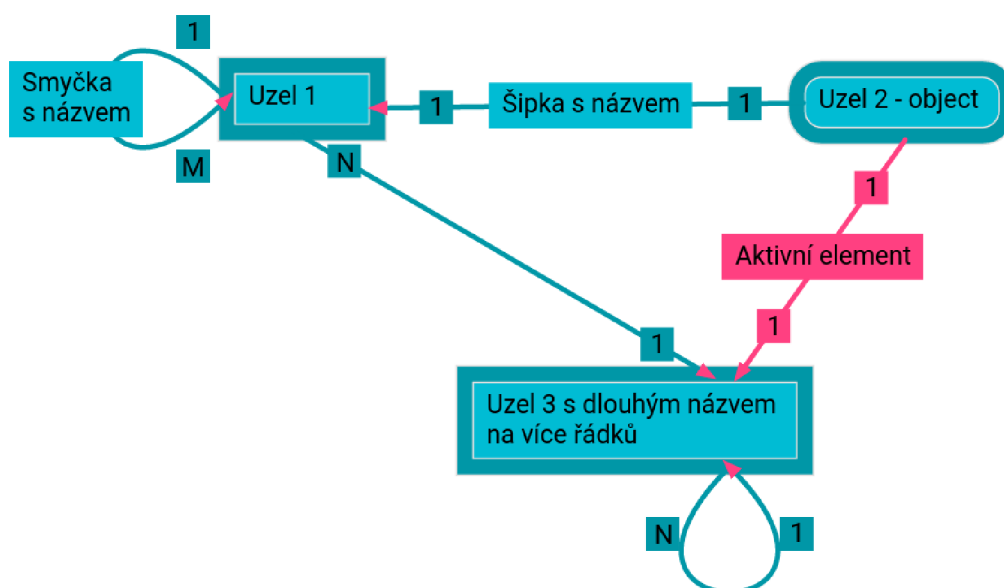 1
Smyčka
s názvem
M
Uzel 1
1
Šipka s názvem
1
Uzel 2 - object
N
1
1
Aktivní element
1
Uzel 3 s dlouhým názvem
na více řádků
N
1